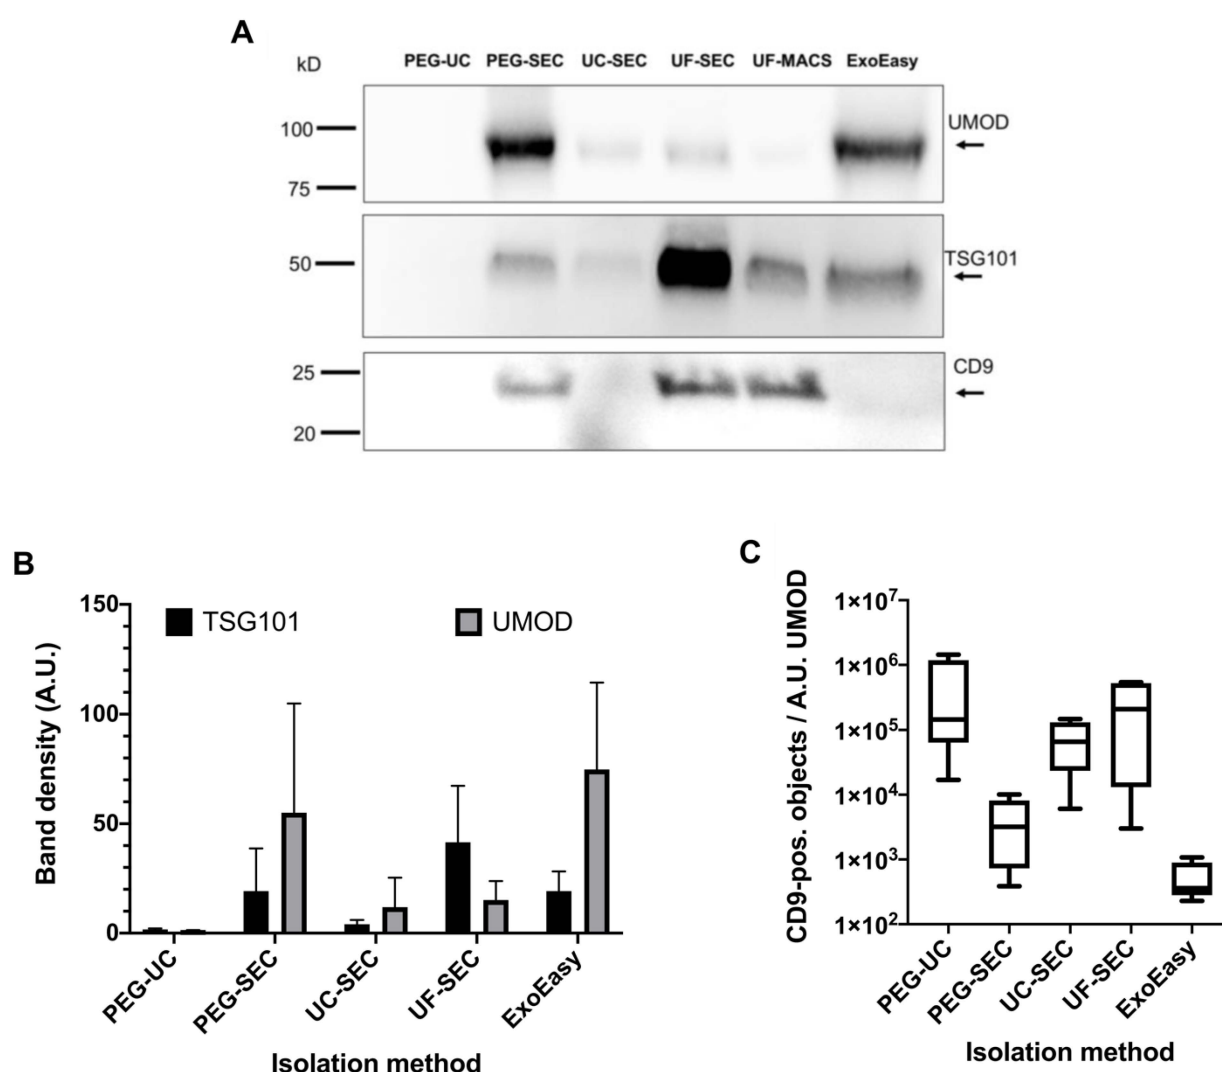 A
kD
PEG-UC PEG-SEC UC-SEC UF-SEC UF-MACS ExoEasy
100
75
UMOD
50
TSG101
25
20
CD9
B
Band density (A.U.)
150
100
50
0
TSG101
UMOD
PEG-UC
PEG-SEC
UC-SEC
UF-SEC
ExoEasy
Isolation method
C
CD9-pos. objects / A.U. UMOD
1×10⁷
1×10⁶
1×10⁵
1×10⁴
1×10³
1×10²
PEG-UC
PEG-SEC
UC-SEC
UF-SEC
ExoEasy
Isolation method